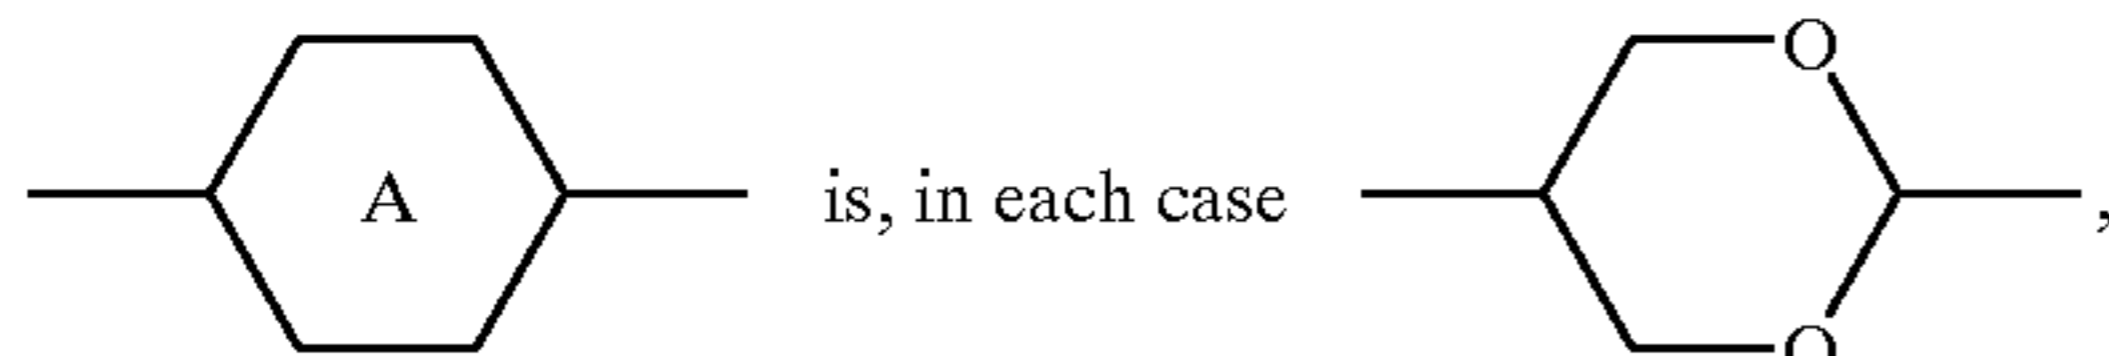 O
A is, in each case ,
O